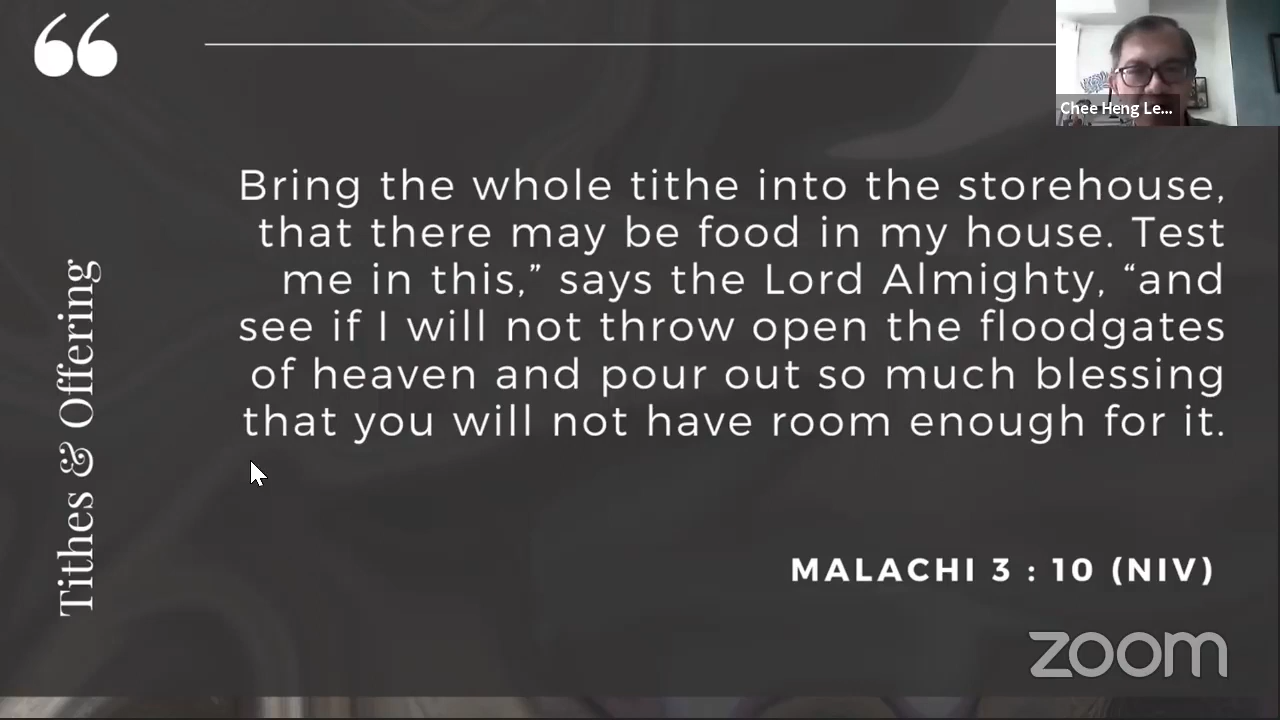 “
Chee Heng Le...
Bring the whole tithe into the storehouse,
that there may be food in my house. Test
me in this,” says the Lord Almighty, “and
see if I will not throw open the floodgates
of heaven and pour out so much blessing
that you will not have room enough for it.
Tithes & Offering
MALACHI 3 : 10 (NIV)
zoom